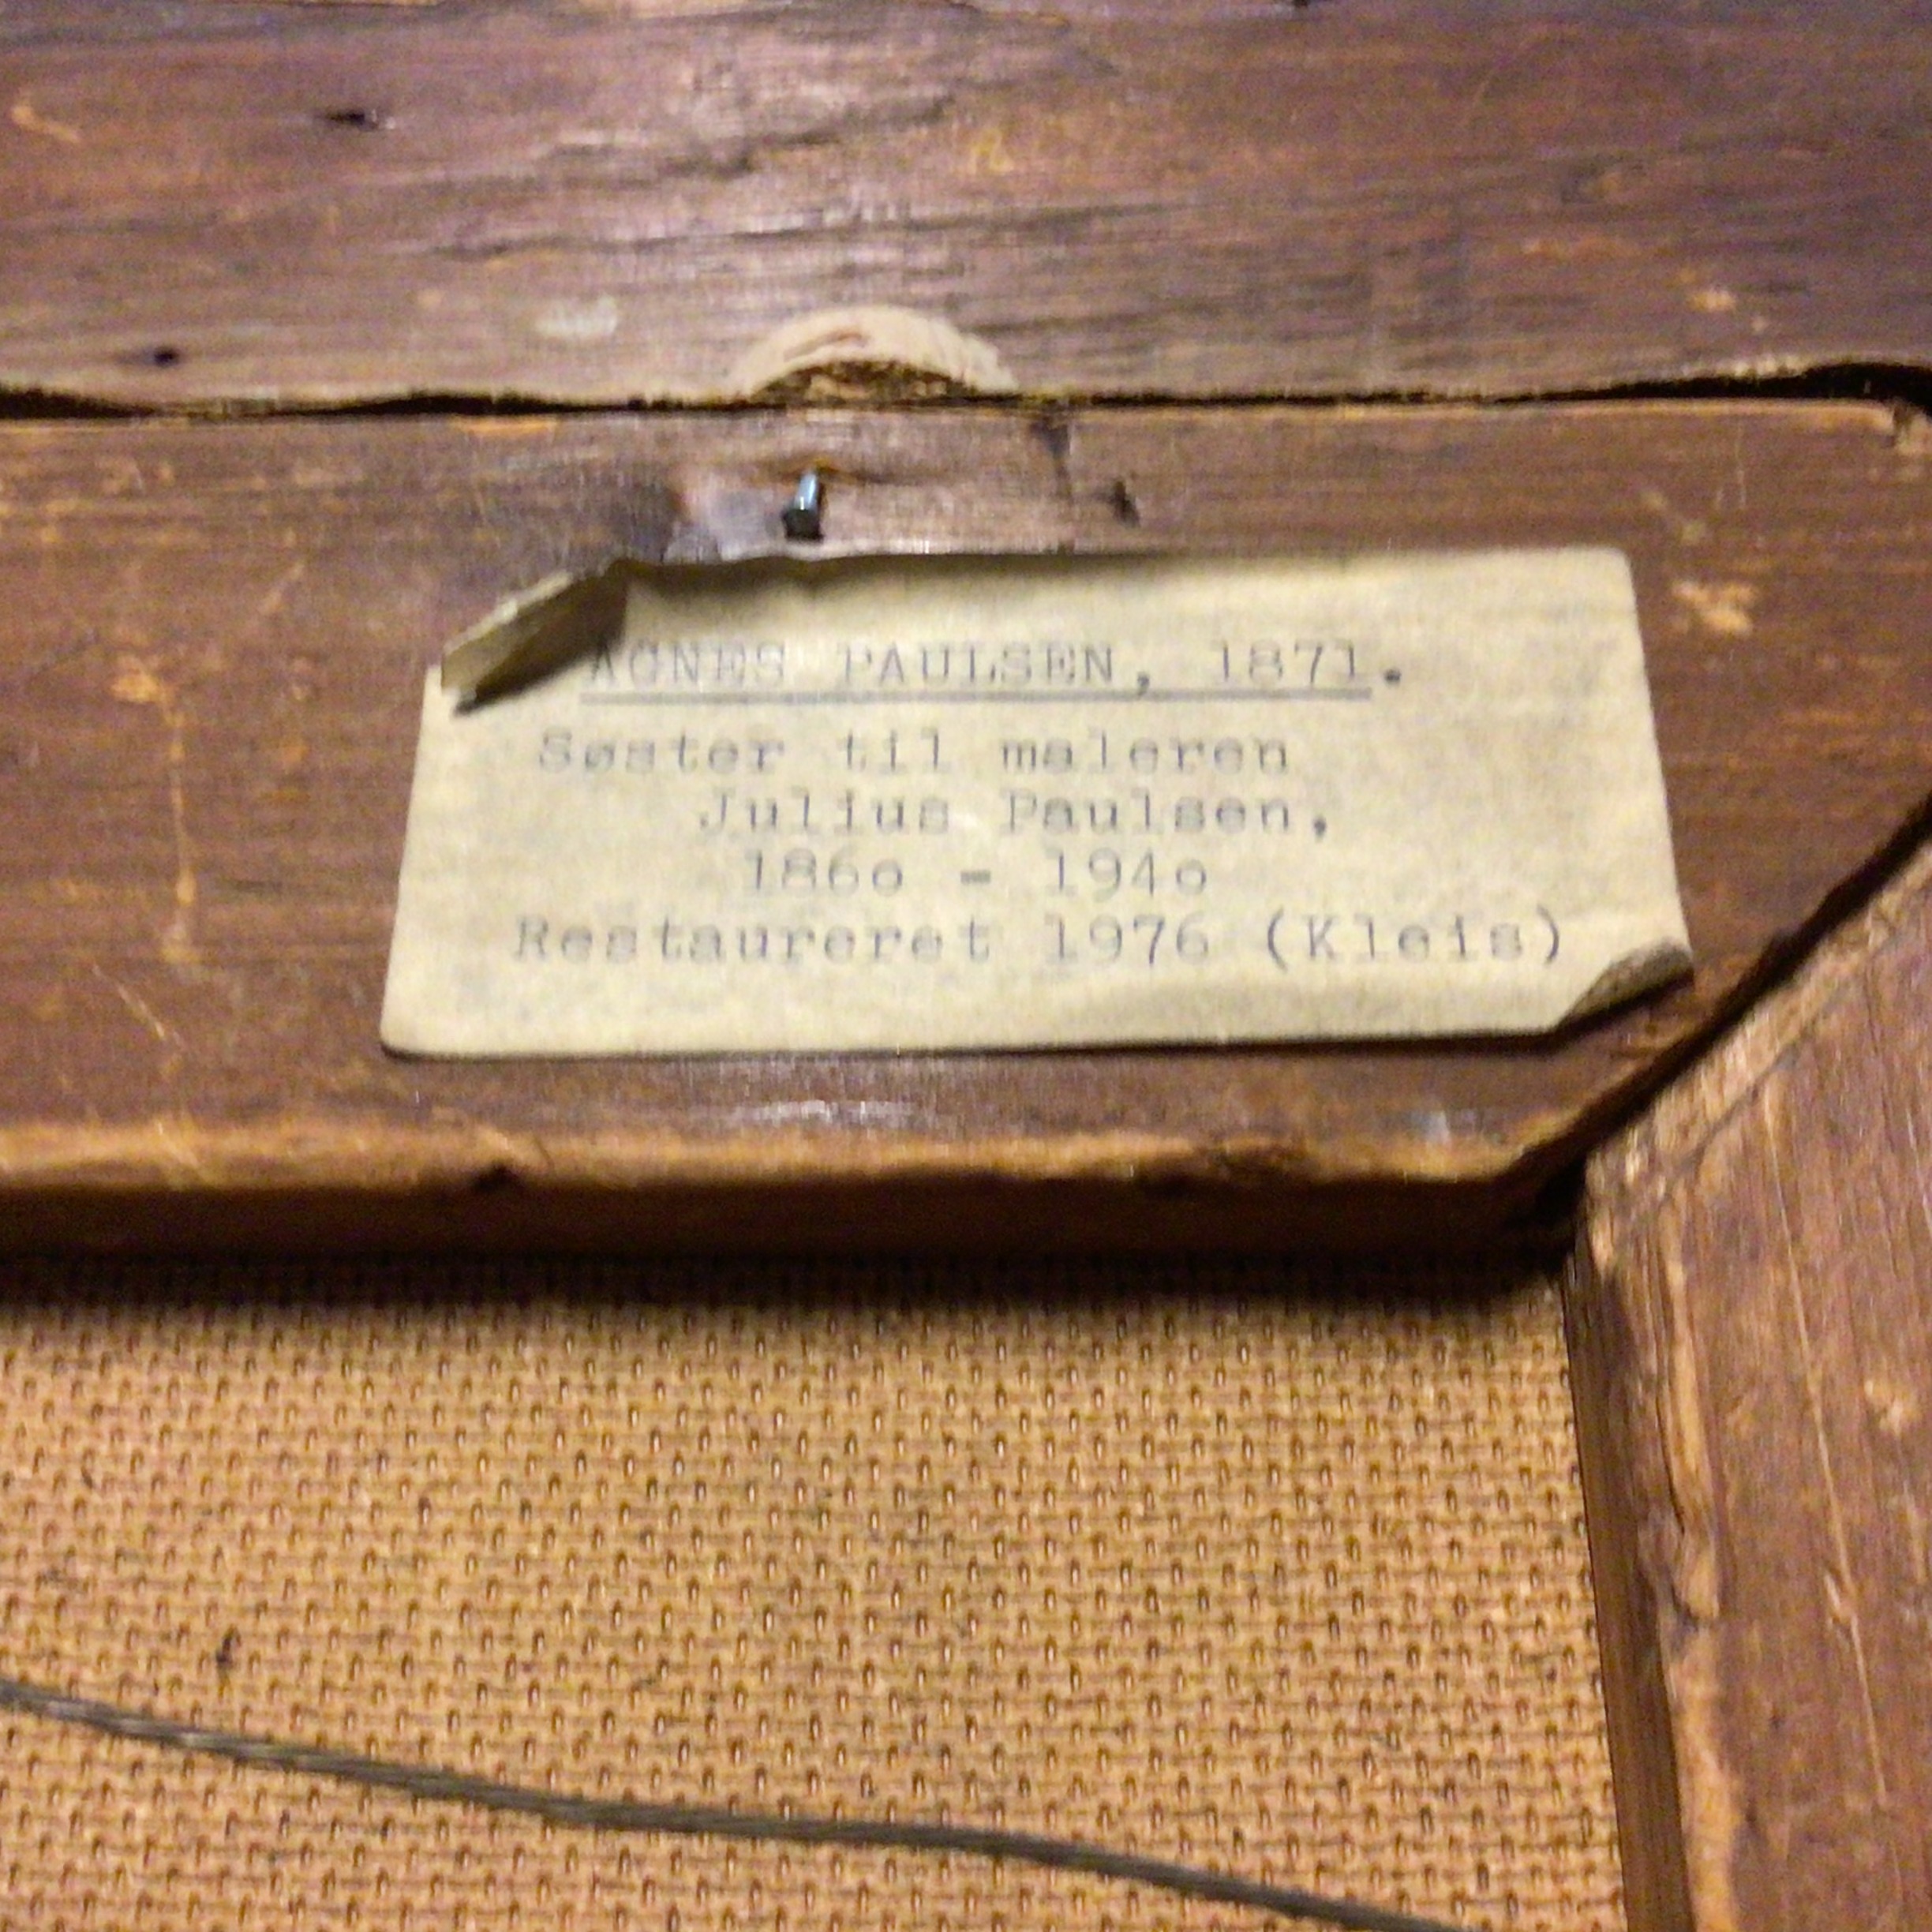 AGNES PAULSEN, 1871.
Søster til maleren
Julius Paulsen,
186o - 194o
Restaureret 1976 (Kleis)